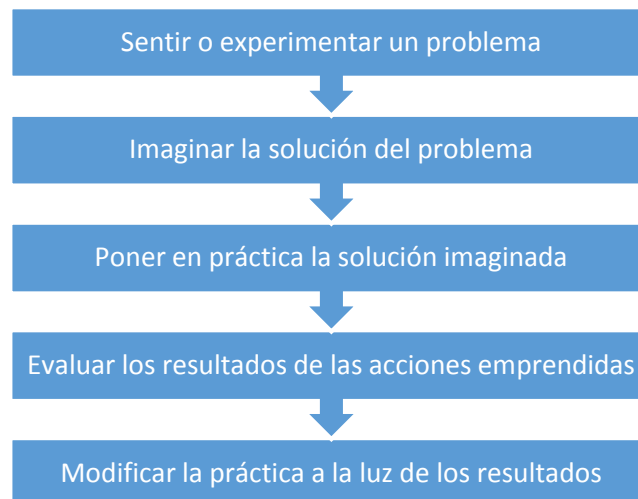 Sentir o experimentar un problema
Imaginar la solución del problema
Poner en práctica la solución imaginada
Evaluar los resultados de las acciones emprendidas
Modificar la práctica a la luz de los resultados